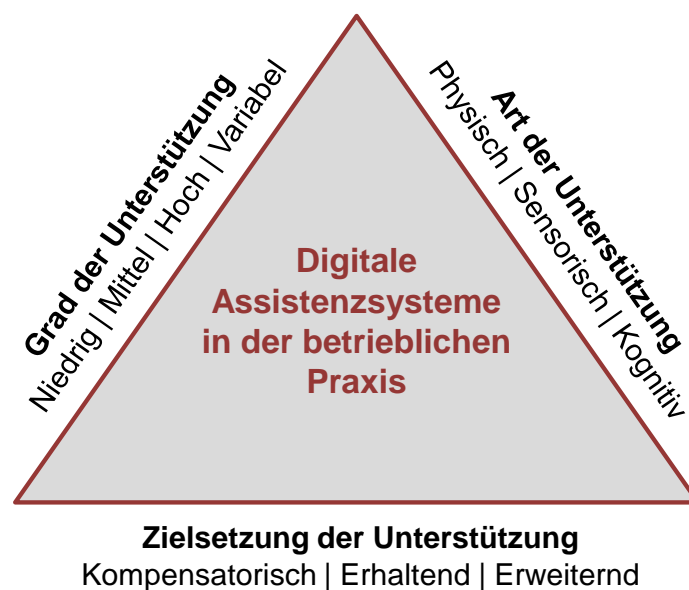 Grad der Unterstützung
Niedrig | Mittel | Hoch | Variabel
Art der Unterstützung
Physisch | Sensorisch | Kognitiv
Digitale
Assistenzsysteme
in der betrieblichen
Praxis
Zielsetzung der Unterstützung
Kompensatorisch | Erhaltend | Erweiternd